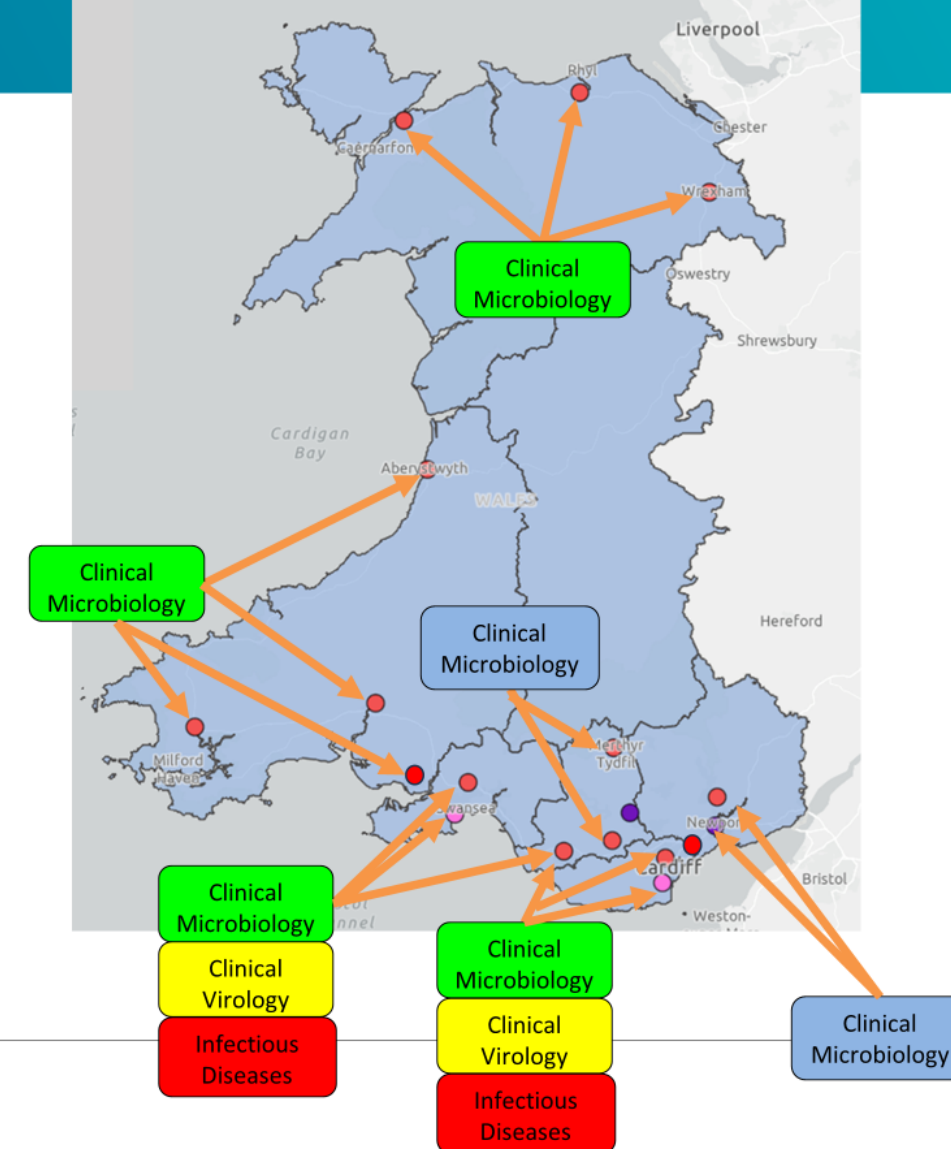 Liverpool
Rhyl
Chester
Caernarfon
Wrexham
Clinical
Microbiology
Oswestry
Shrewsbury
Cardigan
Bay
Aberystwyth
WALES
Clinical
Microbiology
Clinical
Microbiology
Hereford
Merthyr
Tydfil
Milford
Haven
Swansea
Newport
Cardiff
Bristol
Weston-
Clinical
Microbiology
Clinical
Virology
Infectious
Diseases
Clinical
Microbiology
Clinical
Virology
Infectious
Diseases
Clinical
Microbiology